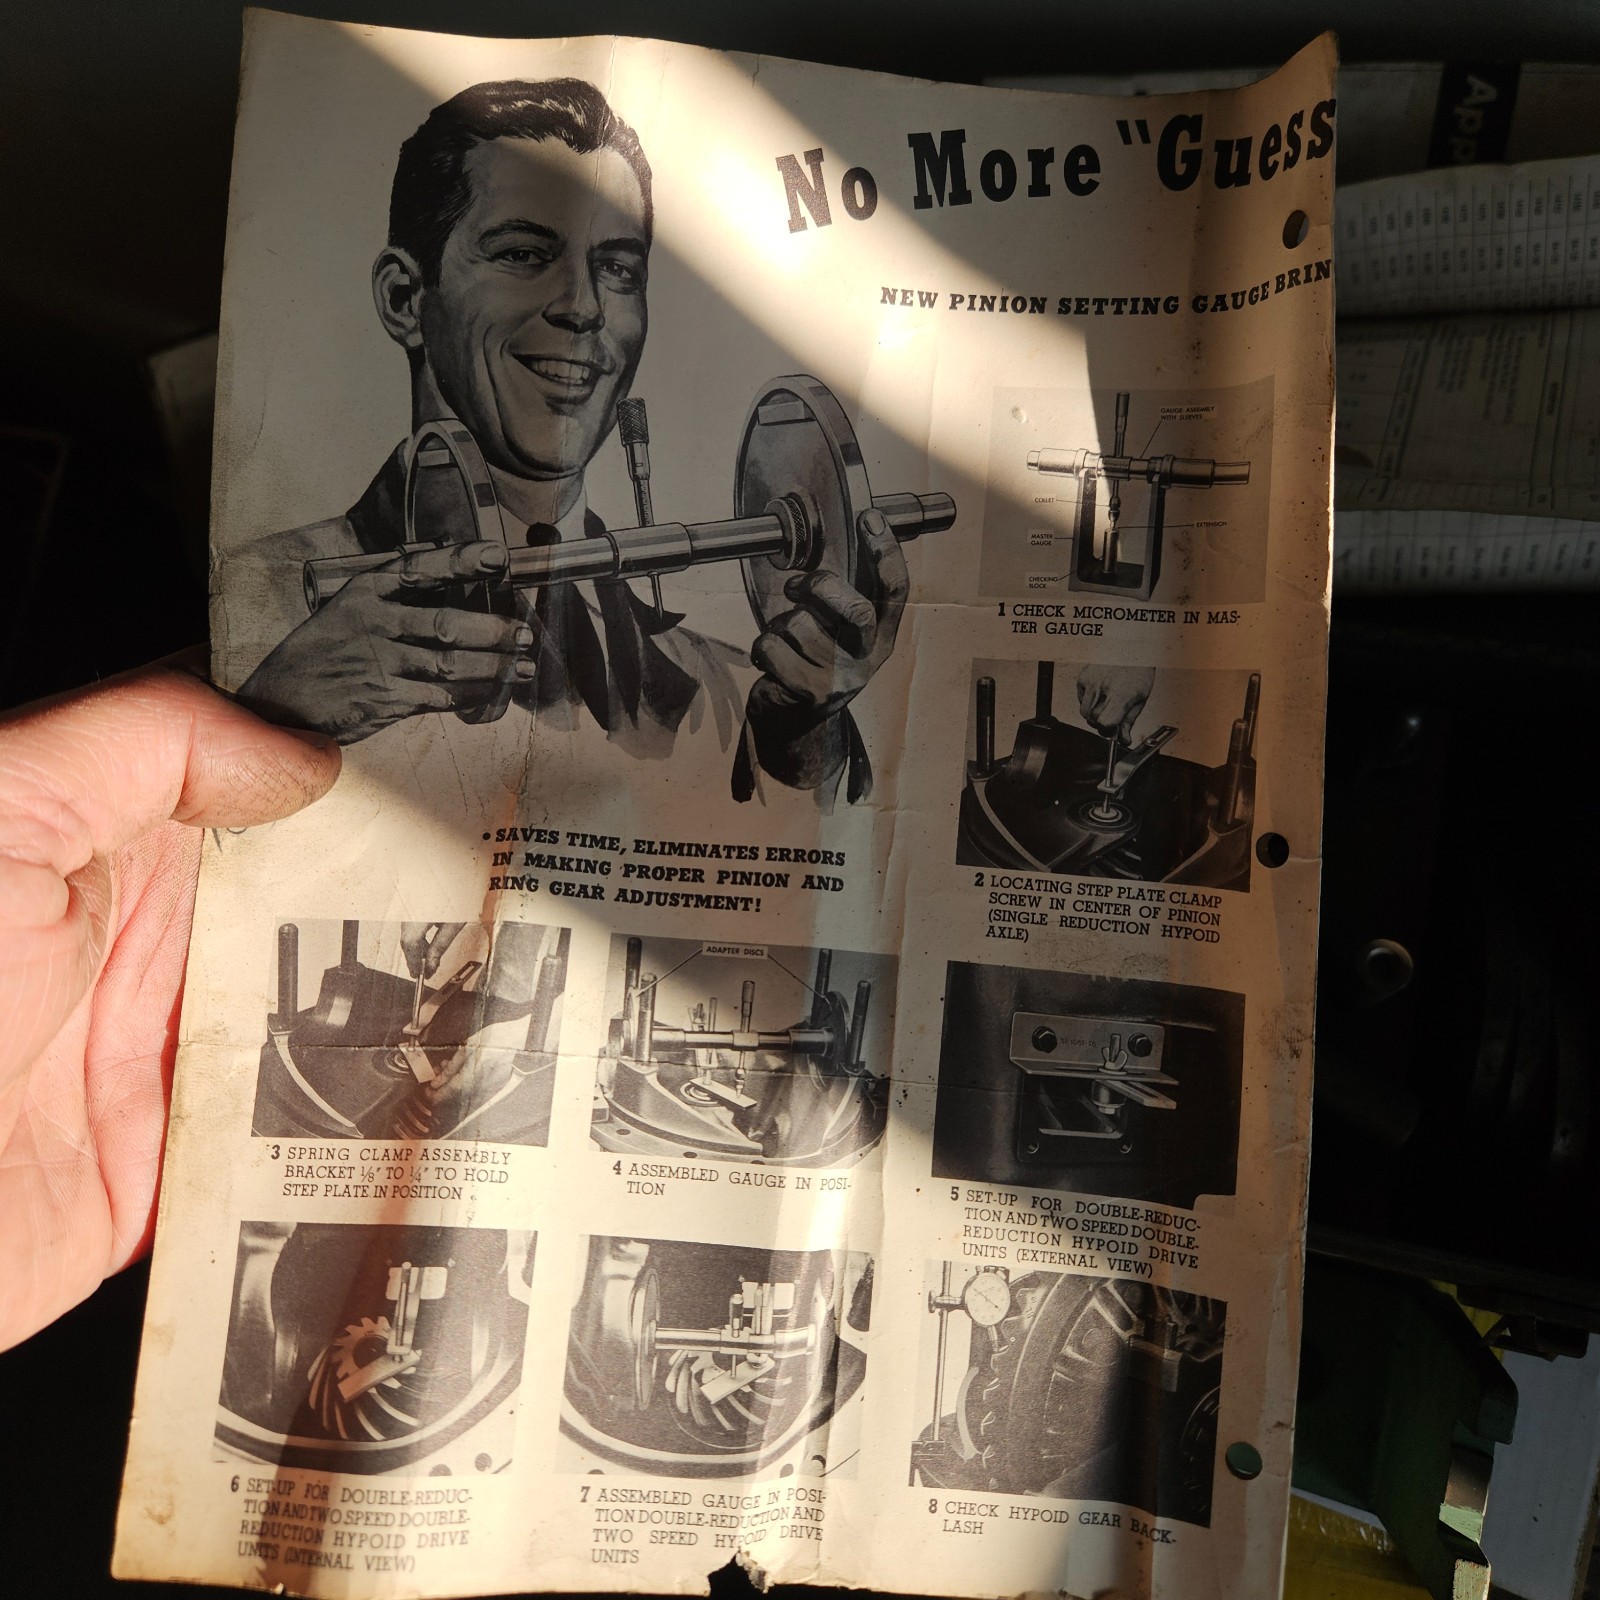 No More "Guess
NEW PINION SETTING GAUGE BRIN
GAUGE ASSEMBLY
WITH SLEEVES
COLLET
EXTENSION
MASTER
GAUGE
CHECKING
BLOCK
1 CHECK MICROMETER IN MAS-
TER GAUGE
2 LOCATING STEP PLATE CLAMP
SCREW IN CENTER OF PINION
(SINGLE REDUCTION HYPOID
AXLE)
• SAVES TIME, ELIMINATES ERRORS
IN MAKING PROPER PINION AND
RING GEAR ADJUSTMENT!
3 SPRING CLAMP ASSEMBLY
BRACKET ⅛" TO ¼" TO HOLD
STEP PLATE IN POSITION
ADAPTER DISCS
4 ASSEMBLED GAUGE IN POSI-
TION
5 SET-UP FOR DOUBLE-REDUC-
TION AND TWO SPEED DOUBLE-
REDUCTION HYPOID DRIVE
UNITS (EXTERNAL VIEW)
6 SET-UP FOR DOUBLE-REDUC-
TION AND TWO SPEED DOUBLE-
REDUCTION HYPOID DRIVE
UNITS (INTERNAL VIEW)
7 ASSEMBLED GAUGE IN POSI-
TION DOUBLE-REDUCTION AND
TWO SPEED HYPOID DRIVE
UNITS
8 CHECK HYPOID GEAR BACK-
LASH
App